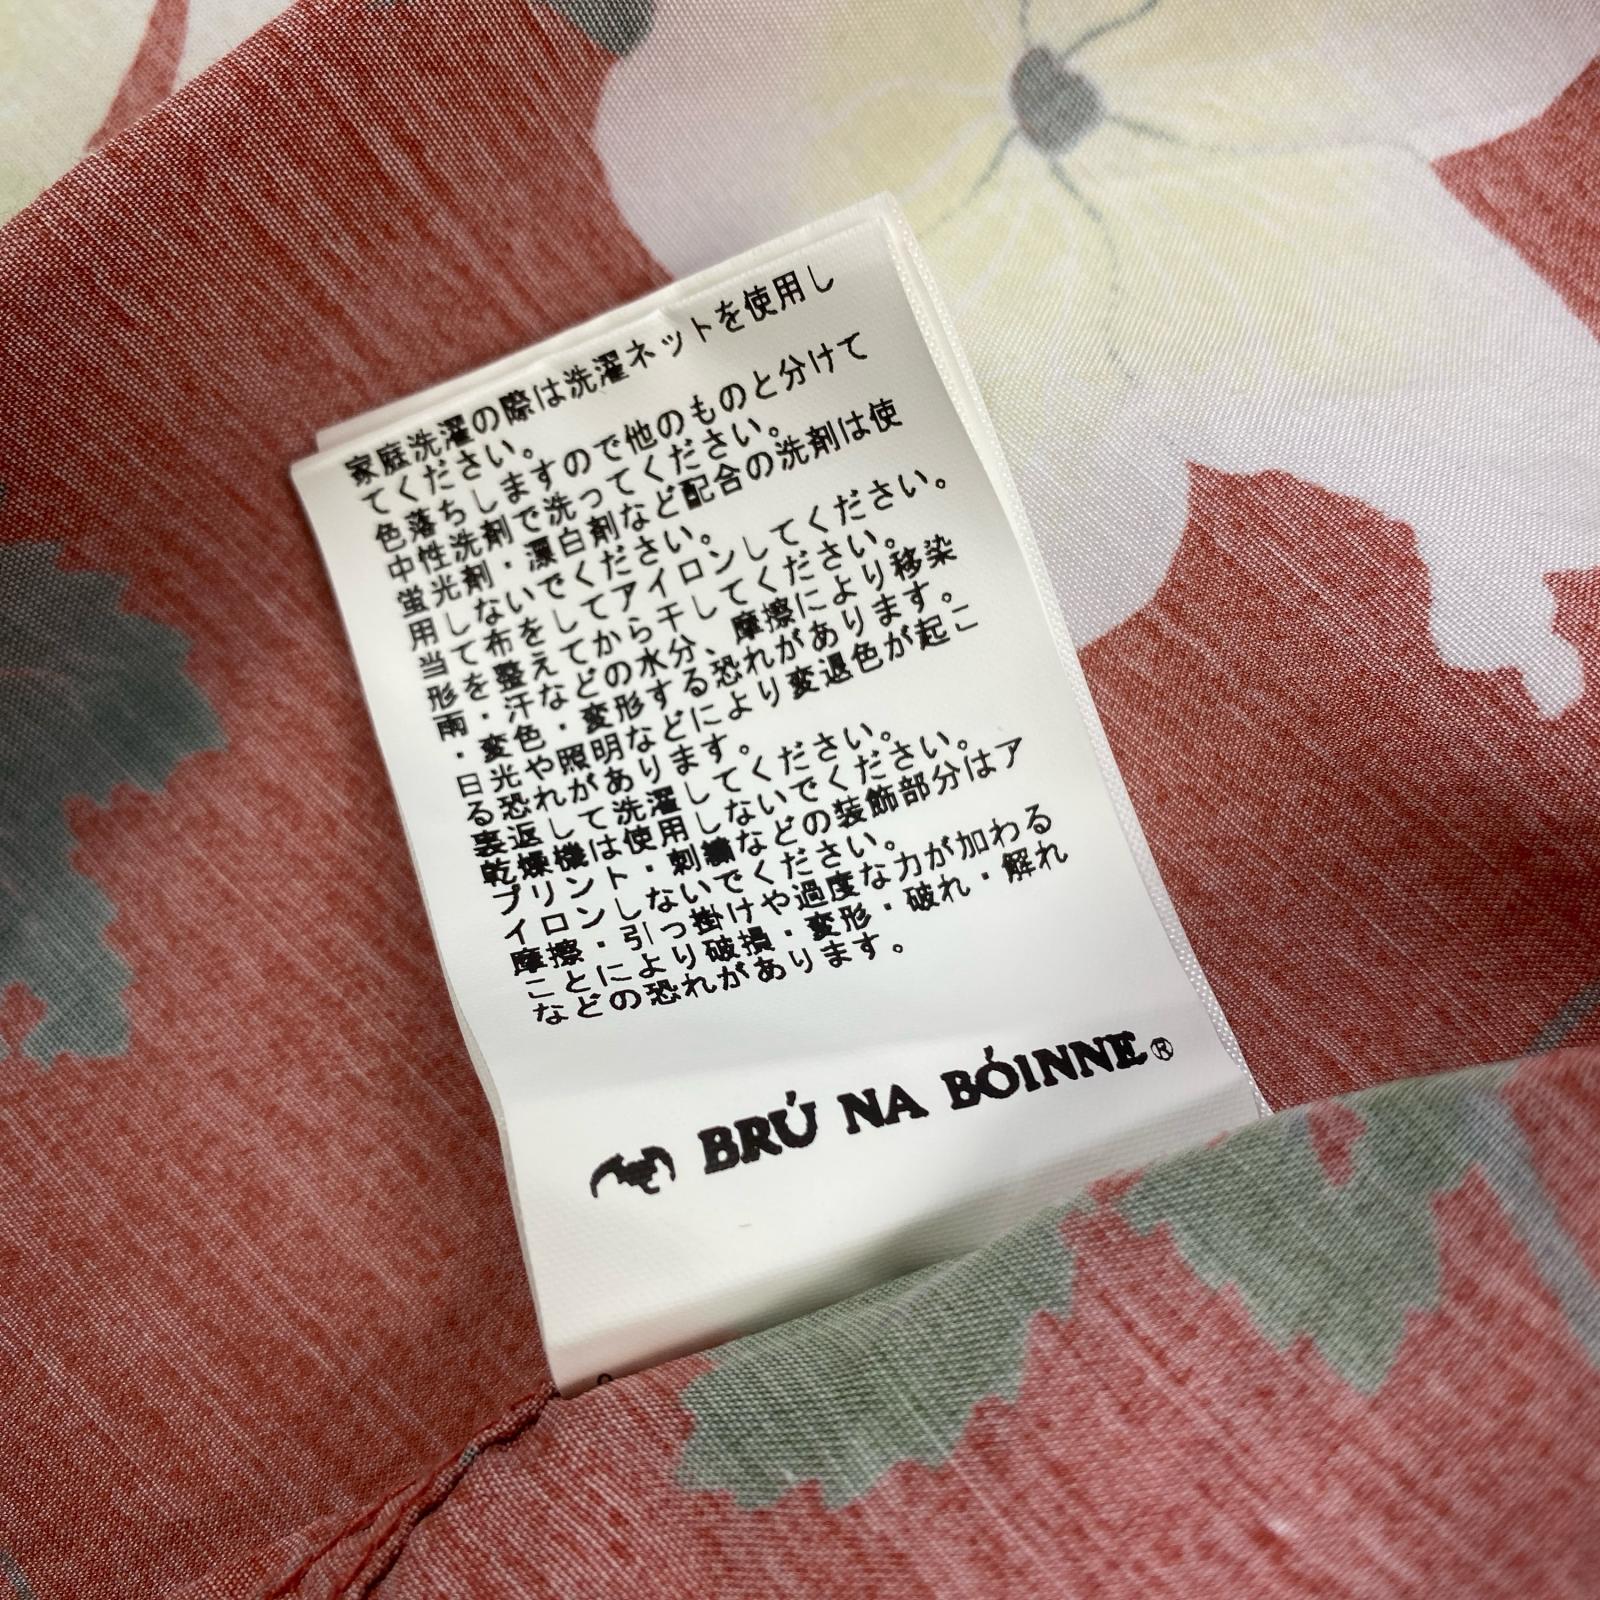 家庭洗濯の際は洗濯ネットを使用し
てください。
色落ちしますので他のものと分けて
中性洗剤で洗ってください。
蛍光剤・漂白剤など配合の洗剤は使
用しないでください。
当て布をしてアイロンしてください。
形を整えてから干してください。
雨・汗などの水分、摩擦により移染
・変色・変形する恐れがあります。
日光や照明などにより変退色が起こ
る恐れがあります。
裏返して洗濯してください。
乾燥機は使用しないでください。
プリント・刺繍などの装飾部分はア
イロンしないでください。
摩擦・引っ掛けや過度な力が加わる
ことにより破損・変形・破れ・解れ
などの恐れがあります。
BRÚ NA BÓINNE®